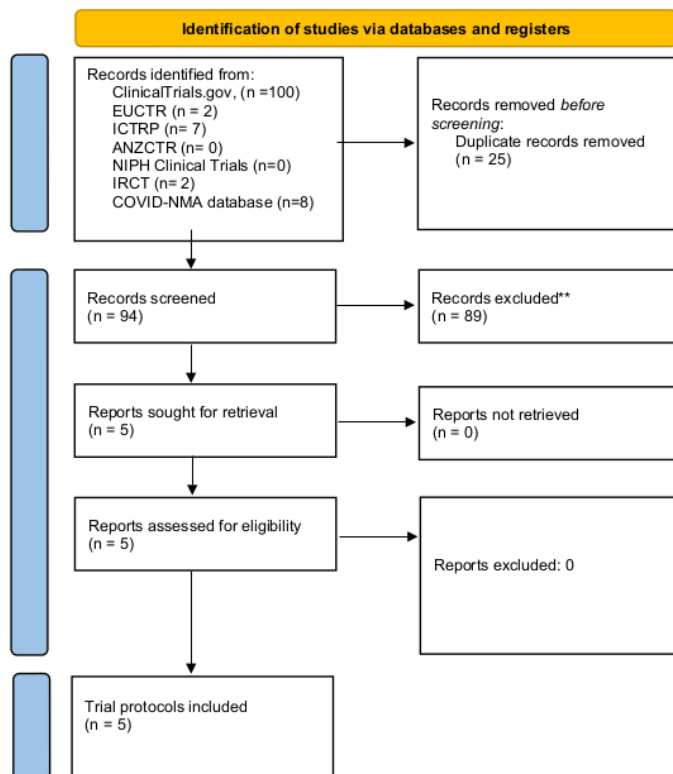 Identification of studies via databases and registers
Records identified from:
ClinicalTrials.gov, (n =100)
EUCTR (n = 2)
ICTRP (n= 7)
ANZCTR (n= 0)
NIPH Clinical Trials (n=0)
IRCT (n= 2)
COVID-NMA database (n=8)
Records removed before
screening:
Duplicate records removed
(n = 25)
Records screened
(n = 94)
Records excluded**
(n = 89)
Reports sought for retrieval
(n = 5)
Reports not retrieved
(n = 0)
Reports assessed for eligibility
(n = 5)
Reports excluded: 0
Trial protocols included
(n = 5)